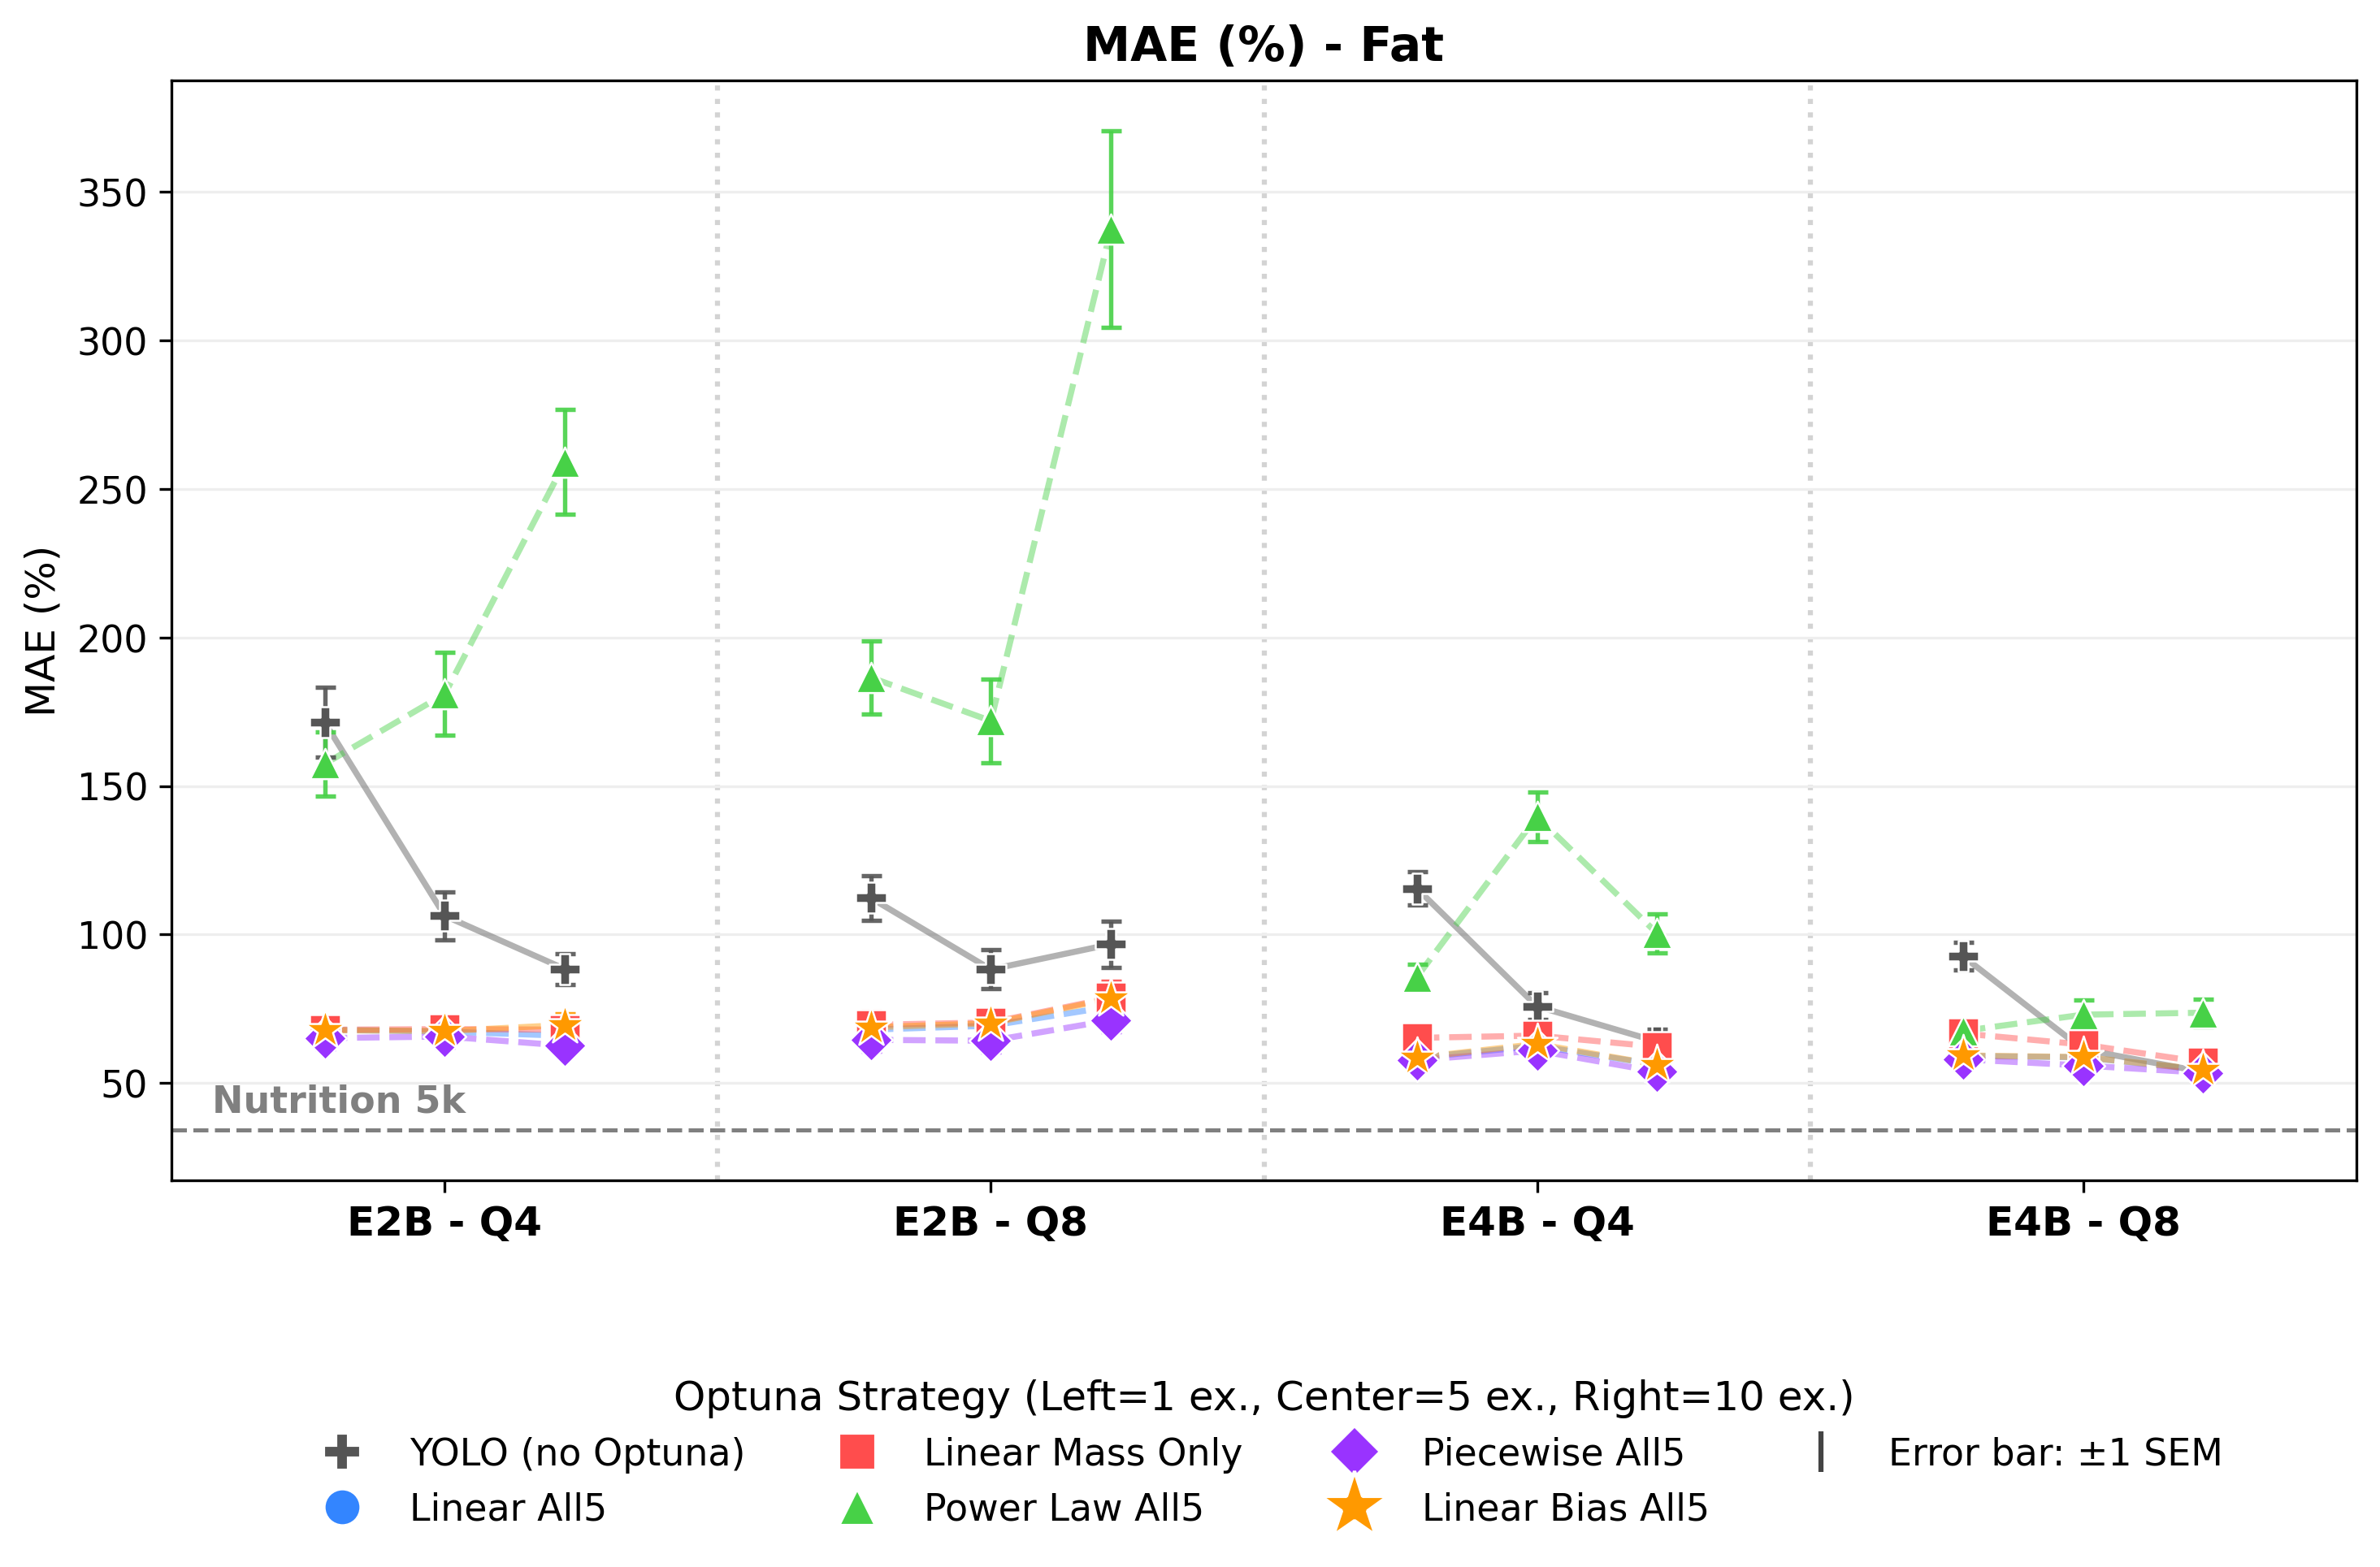 MAE (%) - Fat
MAE (%)
350
300
250
200
150
100
50
Nutrition 5k
E2B - Q4
E2B - Q8
E4B - Q4
E4B - Q8
Optuna Strategy (Left=1 ex., Center=5 ex., Right=10 ex.)
YOLO (no Optuna)
Linear Mass Only
Piecewise All5
Error bar: ±1 SEM
Linear All5
Power Law All5
Linear Bias All5